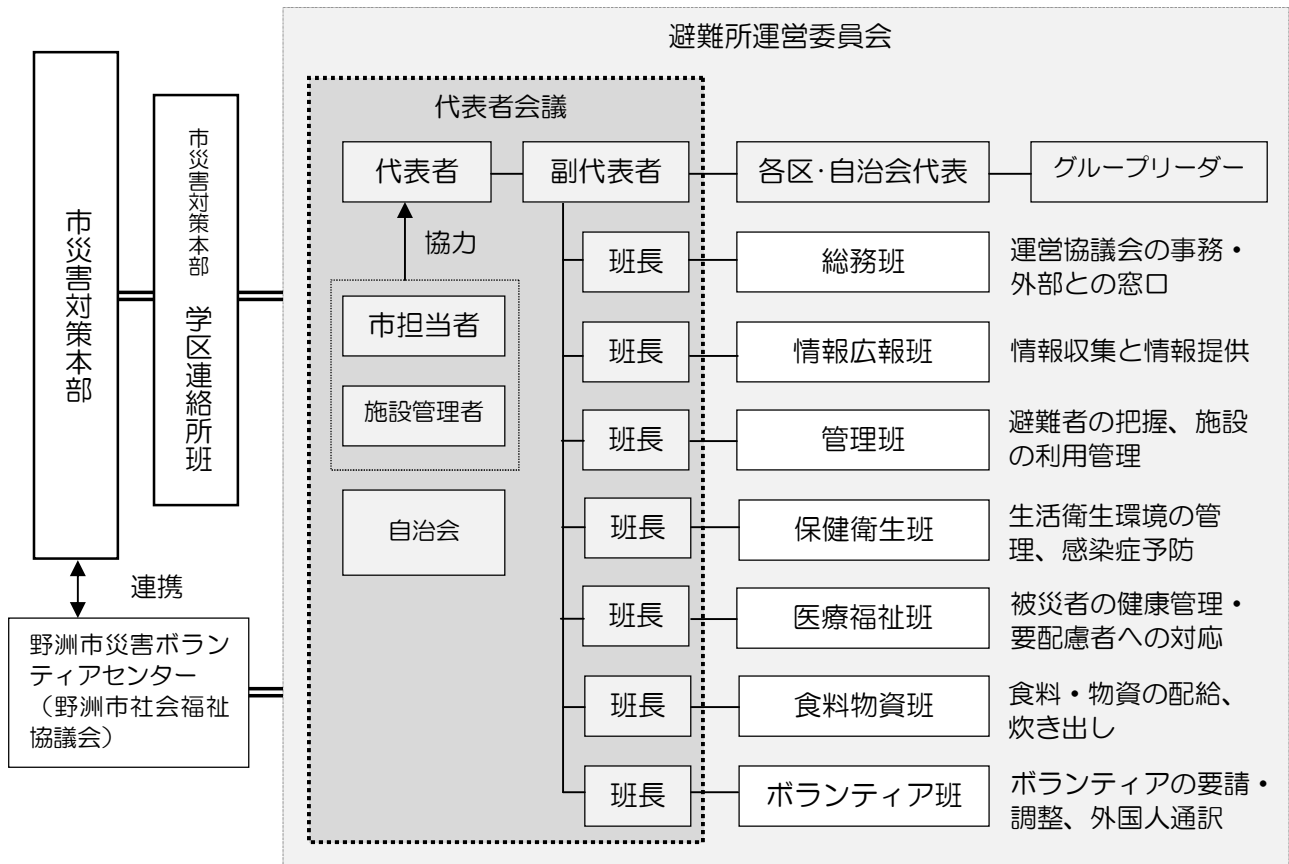 避難所運営委員会
市災害対策本部
市災害対策本部 学区連絡所班
連携
野洲市災害ボラン
ティアセンター
（野洲市社会福祉
協議会）
代表者会議
代表者
副代表者
各区・自治会代表
グループリーダー
協力
市担当者
施設管理者
自治会
班長
総務班
運営協議会の事務・
外部との窓口
班長
情報広報班
情報収集と情報提供
班長
管理班
避難者の把握、施設
の利用管理
班長
保健衛生班
生活衛生環境の管
理、感染症予防
班長
医療福祉班
被災者の健康管理・
要配慮者への対応
班長
食料物資班
食料・物資の配給、
炊き出し
班長
ボランティア班
ボランティアの要請・
調整、外国人通訳